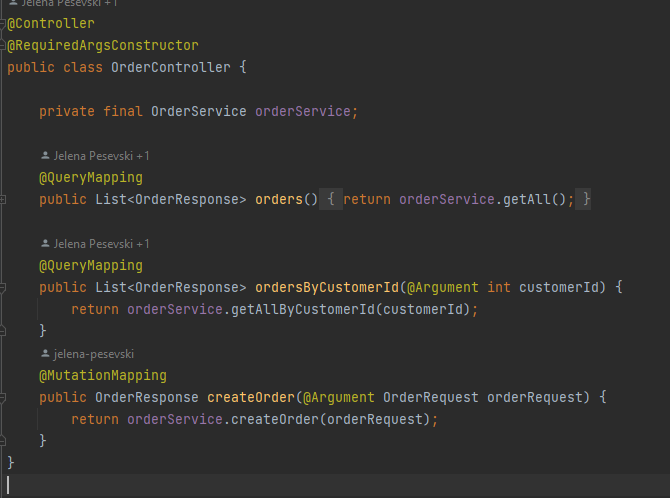 Jelena Pesevski +1
@Controller
@RequiredArgsConstructor
public class OrderController {
private final OrderService orderService;
Jelena Pesevski +1
@QueryMapping
public List<OrderResponse> orders() { return orderService.getAll(); }
Jelena Pesevski +1
@QueryMapping
public List<OrderResponse> ordersByCustomerId(@Argument int customerId) {
return orderService.getAllByCustomerId(customerId);
}
jelena-pesevski
@MutationMapping
public OrderResponse createOrder(@Argument OrderRequest orderRequest) {
return orderService.createOrder(orderRequest);
}
}